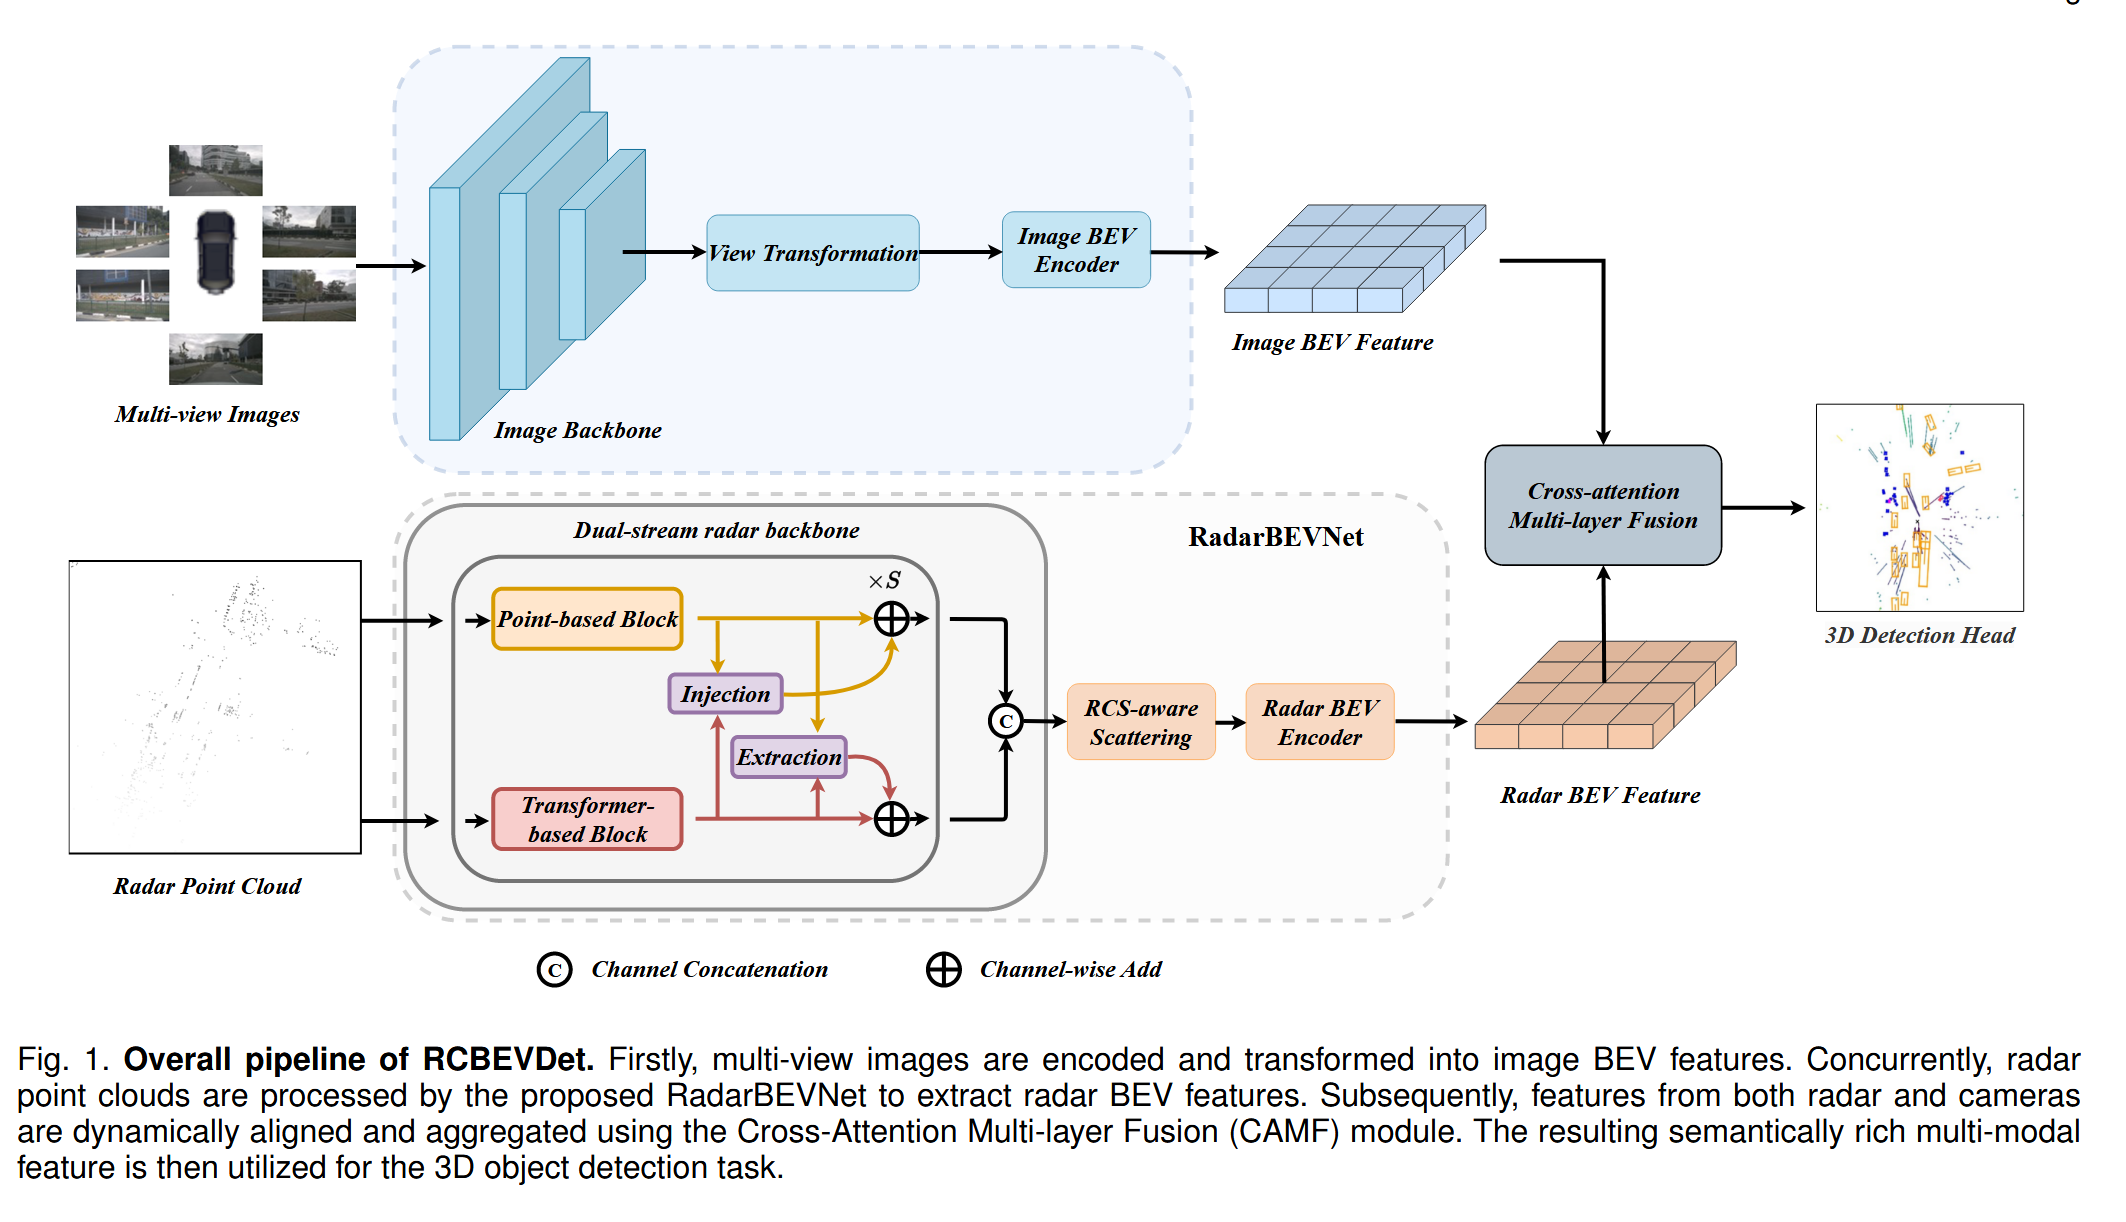 Multi-view Images
Image Backbone
View Transformation
Image BEV
Encoder
Image BEV Feature
Cross-attention
Multi-layer Fusion
3D Detection Head
Dual-stream radar backbone
RadarBEVNet
×S
Point-based Block
Injection
Extraction
Transformer-
based Block
C
RCS-aware
Scattering
Radar BEV
Encoder
Radar BEV Feature
Radar Point Cloud
C Channel Concatenation
Channel-wise Add
Fig. 1. Overall pipeline of RCBEVDet. Firstly, multi-view images are encoded and transformed into image BEV features. Concurrently, radar
point clouds are processed by the proposed RadarBEVNet to extract radar BEV features. Subsequently, features from both radar and cameras
are dynamically aligned and aggregated using the Cross-Attention Multi-layer Fusion (CAMF) module. The resulting semantically rich multi-modal
feature is then utilized for the 3D object detection task.